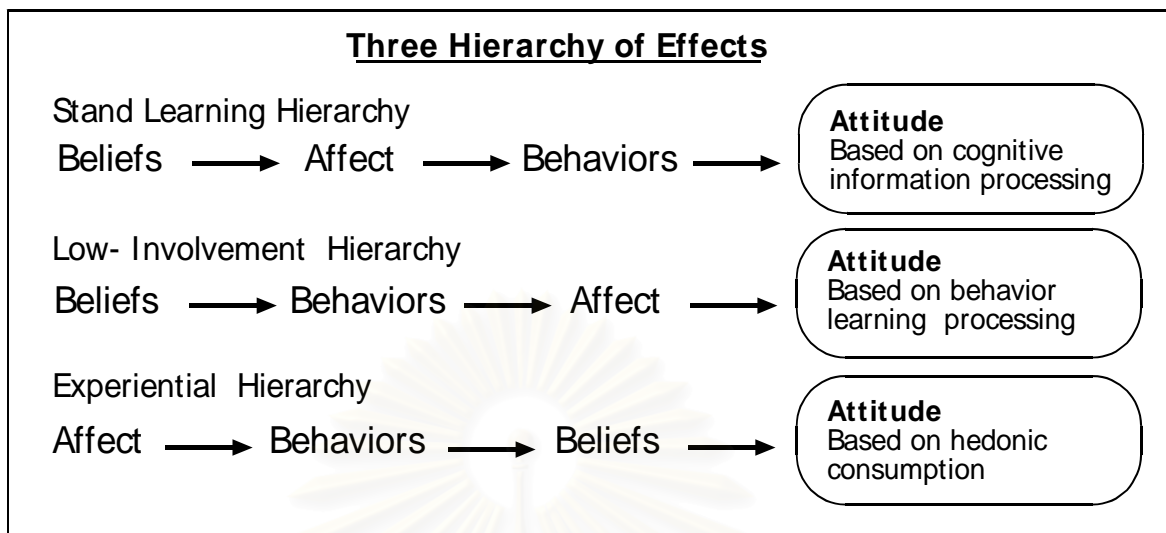 Three Hierarchy of Effects
Stand Learning Hierarchy
Beliefs Affect Behaviors
Attitude
Based on cognitive
information processing
Low- Involvement Hierarchy
Beliefs Behaviors Affect
Attitude
Based on behavior
learning processing
Experiential Hierarchy
Affect Behaviors Beliefs
Attitude
Based on hedonic
consumption